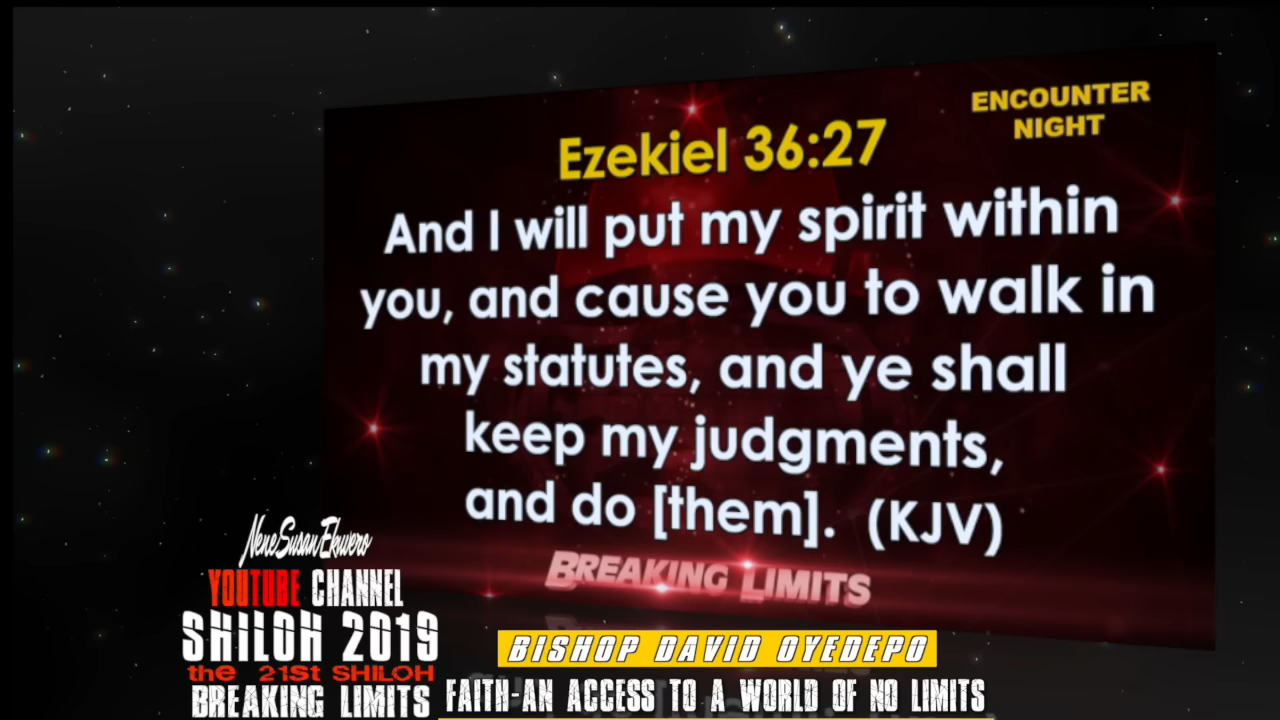 ENCOUNTER
NIGHT
Ezekiel 36:27
And I will put my spirit within
you, and cause you to walk in
my statutes, and ye shall
keep my judgments,
and do [them]. (KJV)
BREAKING LIMITS
NeneSusanEkwero
YOUTUBE CHANNEL
SHILOH 2019
the 21st SHILOH
BREAKING LIMITS
BISHOP DAVID OYEDEPO
FAITH-AN ACCESS TO A WORLD OF NO LIMITS